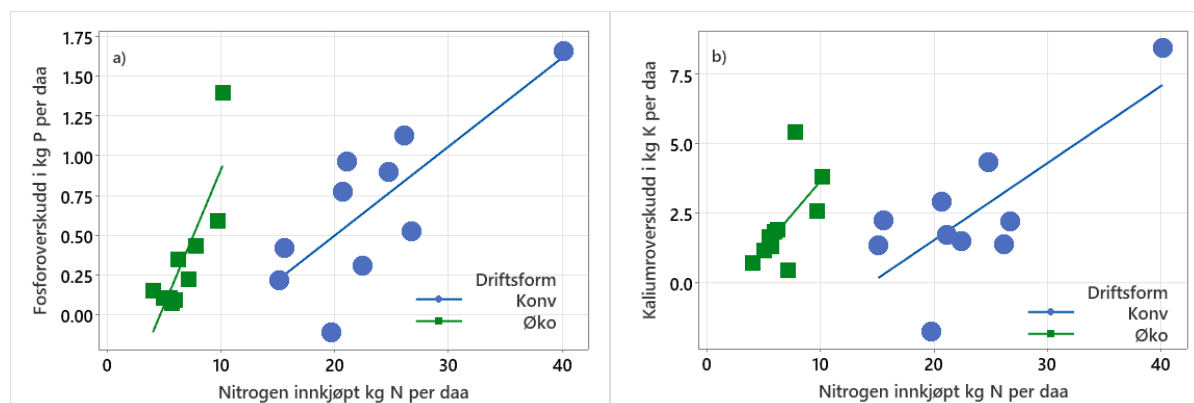 a)
Fosforoverskudd i kg P per daa
1.75
1.50
1.25
1.00
0.75
0.50
0.25
0.00
Driftsform
Konv
Øko
0 10 20 30 40
Nitrogen innkjøpt kg N per daa
b)
Kaliumroverskudd i kg K per daa
7.5
5.0
2.5
0.0
Driftsform
Konv
Øko
0 10 20 30 40
Nitrogen innkjøpt kg N per daa